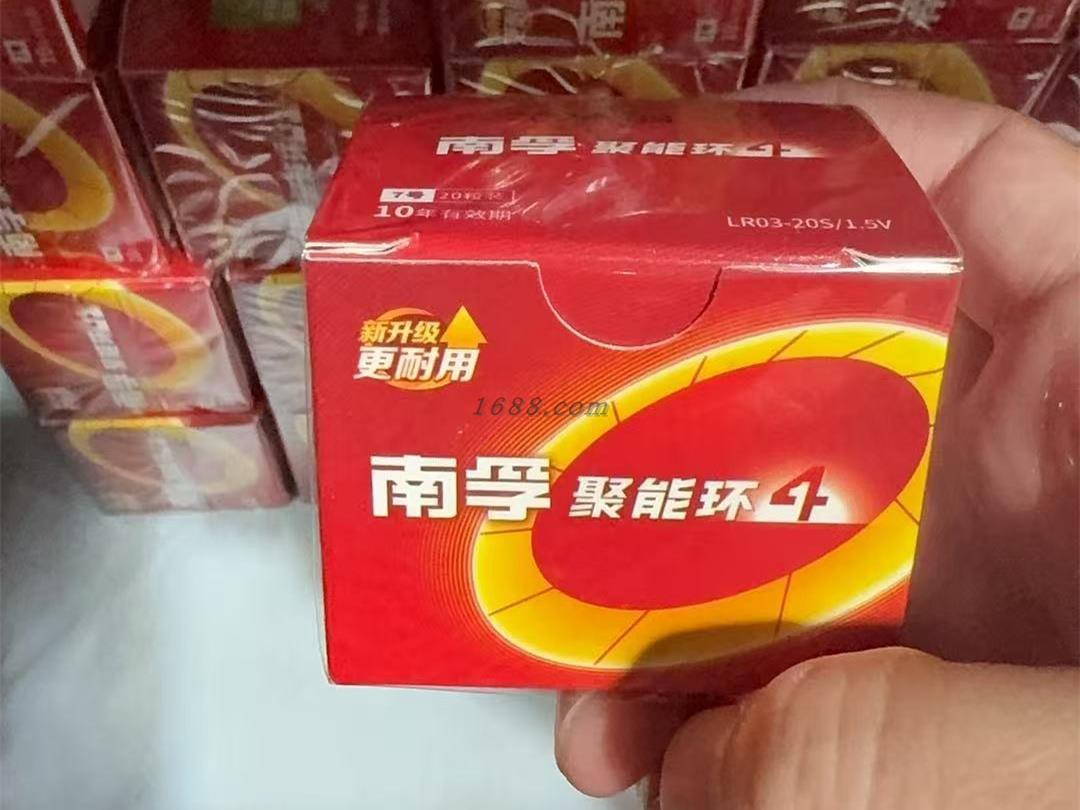 南孚 聚能环4
7号 20粒装
10年有效期
LR03-20S/1.5V
新升级
更耐用
1688.com
南孚 聚能环4